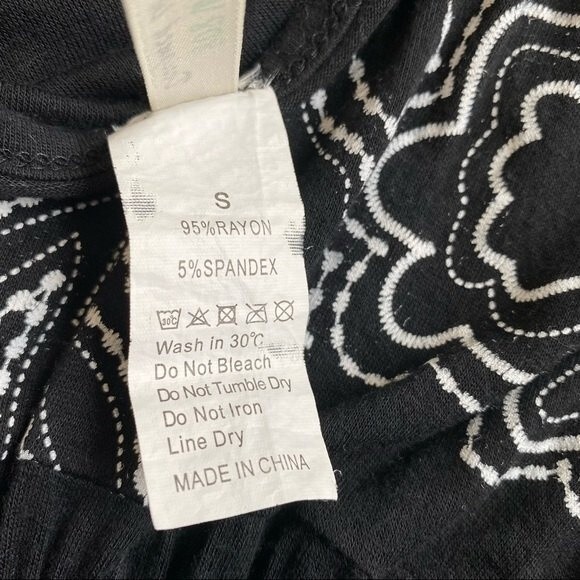 S
95%RAYON
5%SPANDEX
30°C
Wash in 30℃
Do Not Bleach
Do Not Tumble Dry
Do Not Iron
Line Dry
MADE IN CHINA